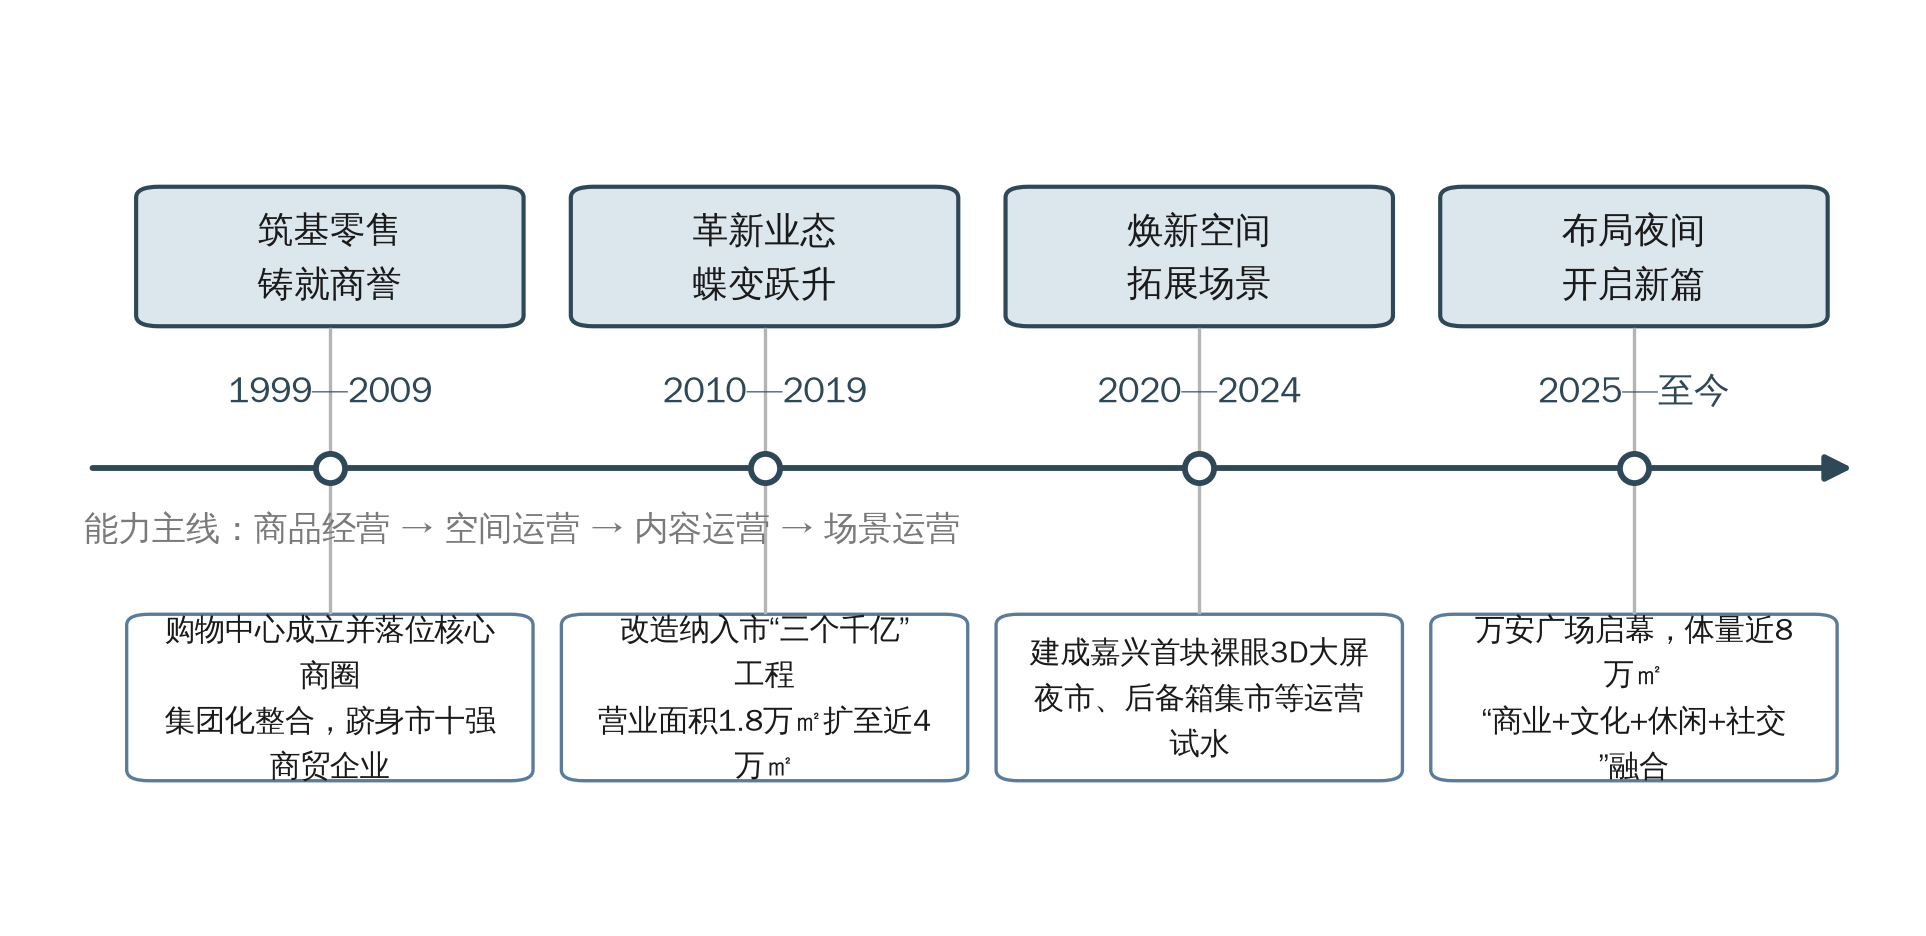 筑基零售
铸就商誉
革新业态
蝶变跃升
焕新空间
拓展场景
布局夜间
开启新篇
1999—2009
2010—2019
2020—2024
2025—至今
能力主线：商品经营 → 空间运营 → 内容运营 → 场景运营
购物中心成立并落位核心
商圈
集团化整合，跻身市十强
商贸企业
改造纳入市“三个千亿”
工程
营业面积1.8万㎡扩至近4
万㎡
建成嘉兴首块裸眼3D大屏
夜市、后备箱集市等运营
试水
万安广场启幕，体量近8
万㎡
“商业+文化+休闲+社交
”融合